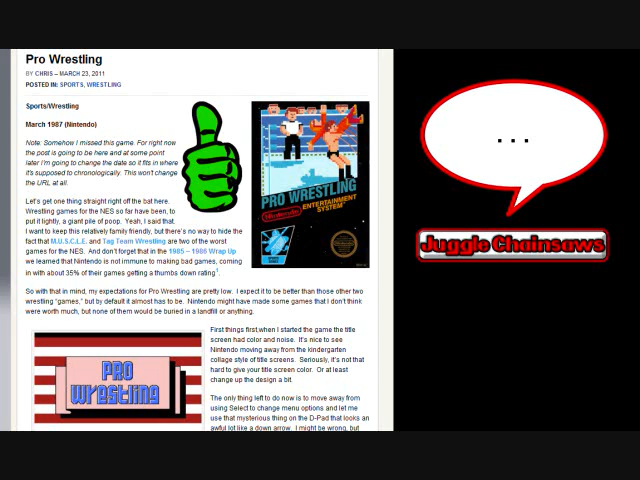 Pro Wrestling
BY CHRIS – MARCH 23, 2011
POSTED IN: SPORTS, WRESTLING
Sports/Wrestling
March 1987 (Nintendo)
Note: Somehow I missed this game. For right now
the post is going to be here and at some point
later I'm going to change the date so it fits in where
it's supposed to chronologically. This won't change
the URL at all.
Let's get one thing straight right off the bat here.
Wrestling games for the NES so far have been, to
put it lightly, a giant pile of poop. Yeah, I said that.
I want to keep this relatively family friendly, but there's no way to hide the
fact that M.U.S.C.L.E. and Tag Team Wrestling are two of the worst
games for the NES. And don't forget that in the 1985 – 1986 Wrap Up
we learned that Nintendo is not immune to making bad games, coming
in with about 35% of their games getting a thumbs down rating1.
PRO WRESTLING
Nintendo
ENTERTAINMENT
SYSTEM
So with that in mind, my expectations for Pro Wrestling are pretty low. I expect it to be better than those other two
wrestling "games," but by default it almost has to be. Nintendo might have made some games that I don't think
were worth much, but none of them would be buried in a landfill or anything.
PRO
Wrestling
First things first when I started the game the title
screen had color and noise. It's nice to see
Nintendo moving away from the kindergarten
collage style of title screens. Seriously, it's not that
hard to give your title screen color. Or at least
change up the design a bit.
The only thing left to do now is to move away from
using Select to change menu options and let me
use that mysterious thing on the D-Pad that looks an
awful lot like a down arrow. I might be wrong, but
...
Juggle Chainsaws